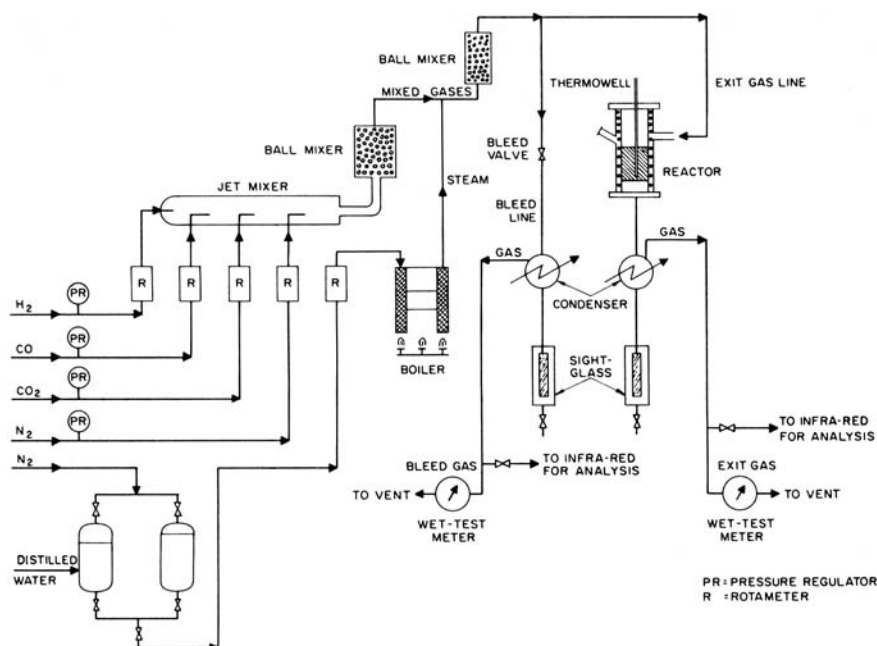 BALL MIXER
MIXED GASES
THERMOWELL
EXIT GAS LINE
BALL MIXER
BLEED
VALVE
REACTOR
JET MIXER
STEAM
BLEED
LINE
GAS
GAS
R
R
R
R
R
PR
H2
CONDENSER
PR
CO
SIGHT-
GLASS
BOILER
PR
CO2
PR
N2
TO INFRA-RED
FOR ANALYSIS
N2
BLEED GAS
TO INFRA-RED
FOR ANALYSIS
EXIT GAS
TO VENT
TO VENT
WET-TEST
METER
WET-TEST
METER
DISTILLED
WATER
PR=PRESSURE REGULATOR
R =ROTAMETER